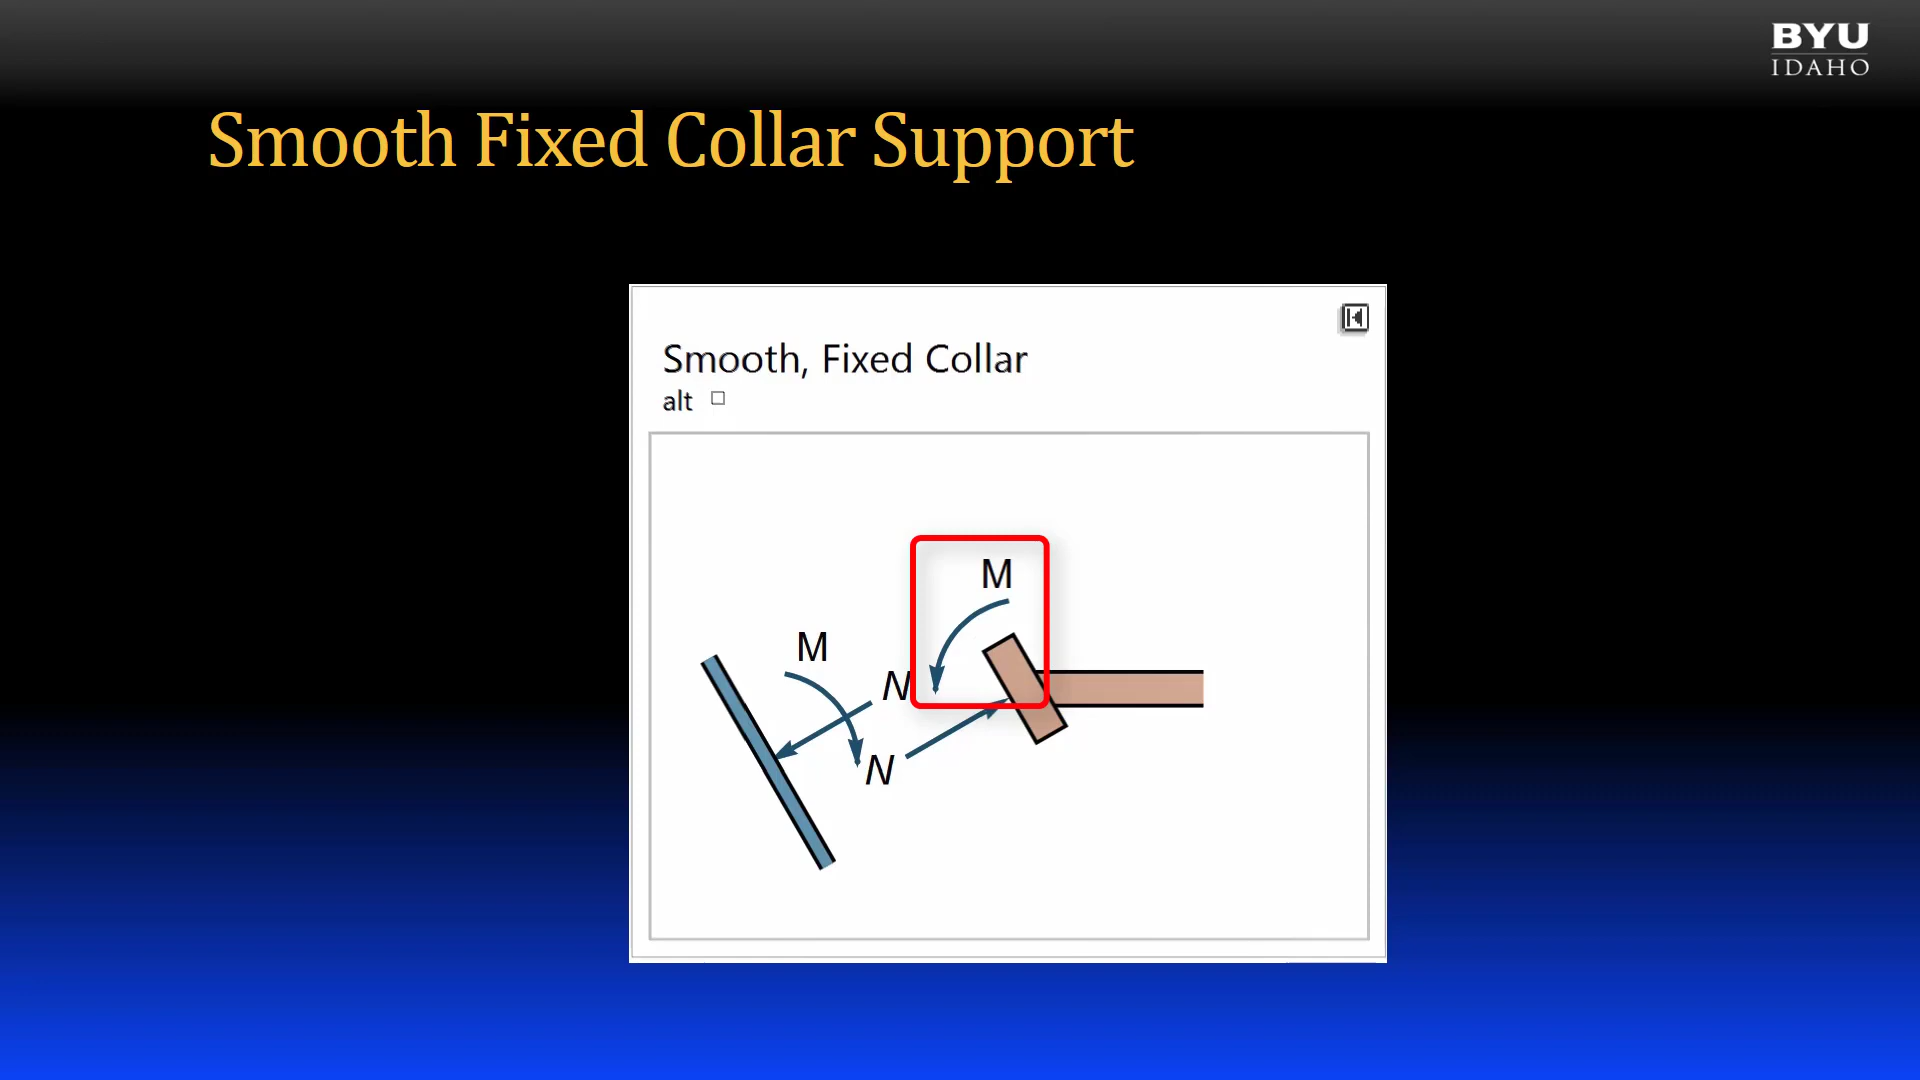 BYU
IDAHO
Smooth Fixed Collar Support
Smooth, Fixed Collar
alt
M
M
N
N